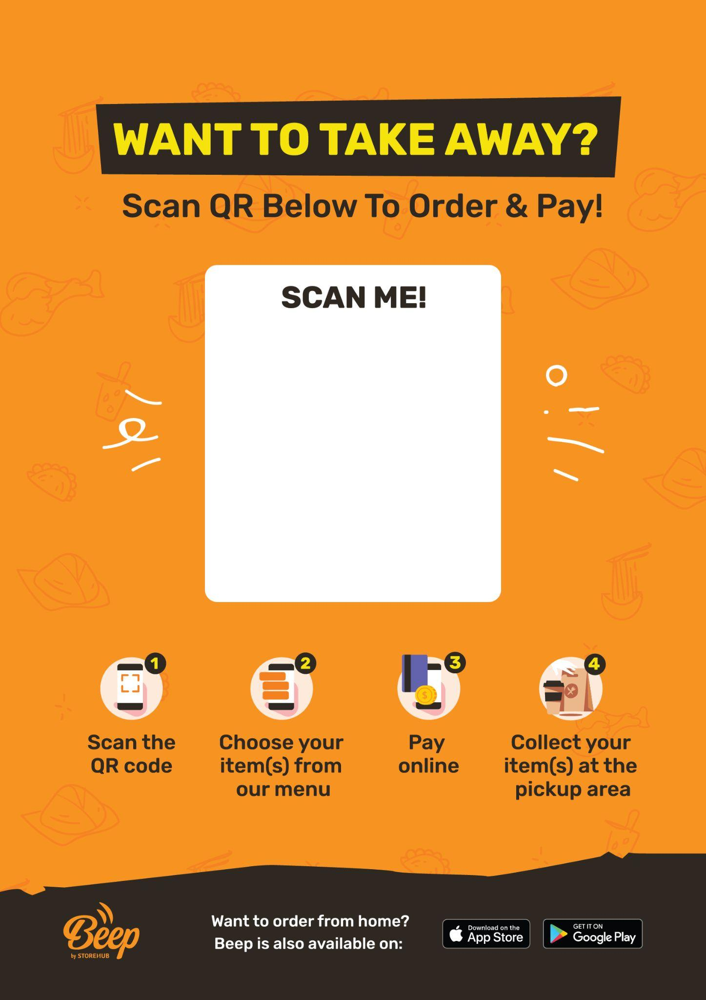 WANT TO TAKE AWAY?
Scan QR Below To Order & Pay!
SCAN ME!
1
Scan the
QR code
2
Choose your
item(s) from
our menu
3
$
Pay
online
4
Collect your
item(s) at the
pickup area
Beep
by STOREHUB
Want to order from home?
Beep is also available on:
Download on the
App Store
GET IT ON
Google Play